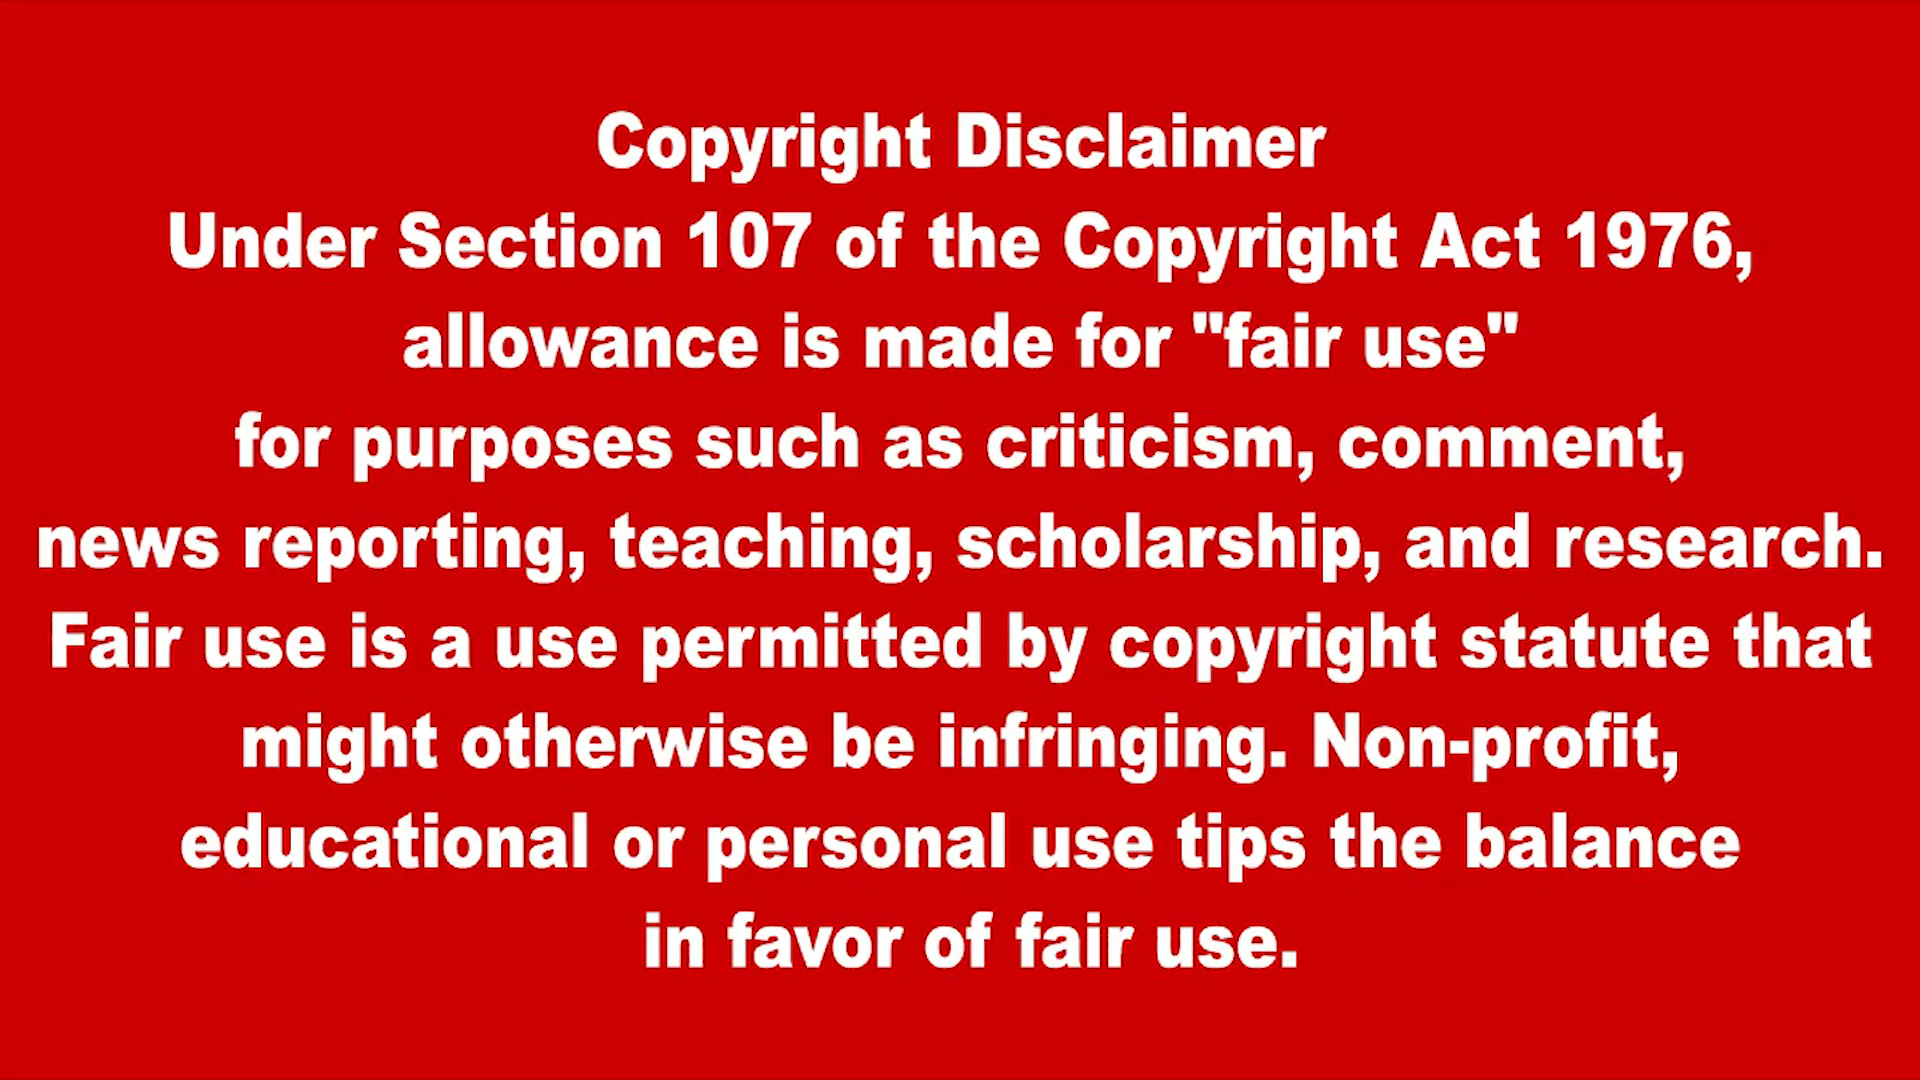 Copyright Disclaimer
Under Section 107 of the Copyright Act 1976,
allowance is made for "fair use"
for purposes such as criticism, comment,
news reporting, teaching, scholarship, and research.
Fair use is a use permitted by copyright statute that
might otherwise be infringing. Non-profit,
educational or personal use tips the balance
in favor of fair use.